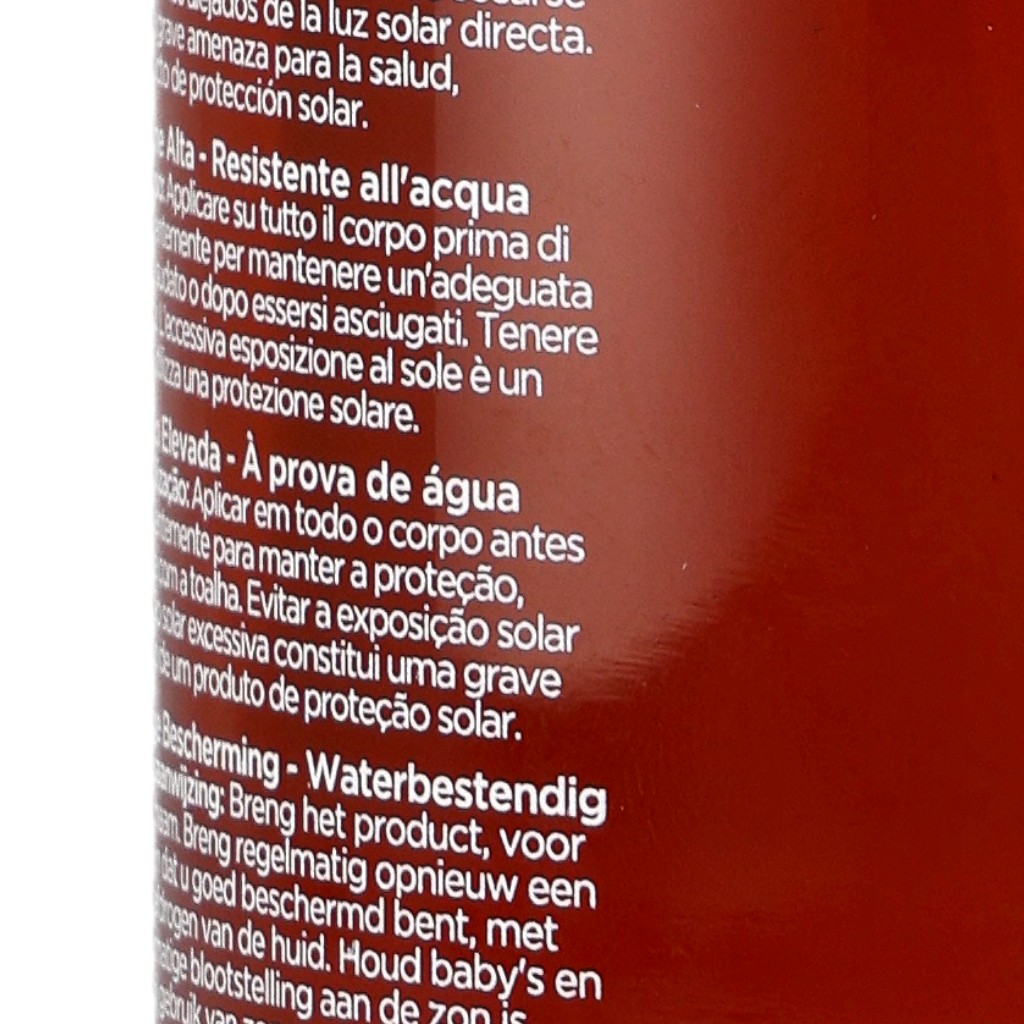 de la luz solar directa.
grave amenaza para la salud,
de protección solar.
Alta - Resistente all'acqua
Applicare su tutto il corpo prima di
per mantenere un'adeguata
o dopo essersi asciugati. Tenere
L'eccessiva esposizione al sole è un
una protezione solare.
Elevada - À prova de água
Aplicar em todo o corpo antes
para manter a proteção,
com a toalha. Evitar a exposição solar
solar excessiva constitui uma grave
de um produto de proteção solar.
Bescherming - Waterbestendig
Breng het product, voor
Breng regelmatig opnieuw een
dat u goed beschermd bent, met
van de huid. Houd baby's en
blootstelling aan de zon is
van